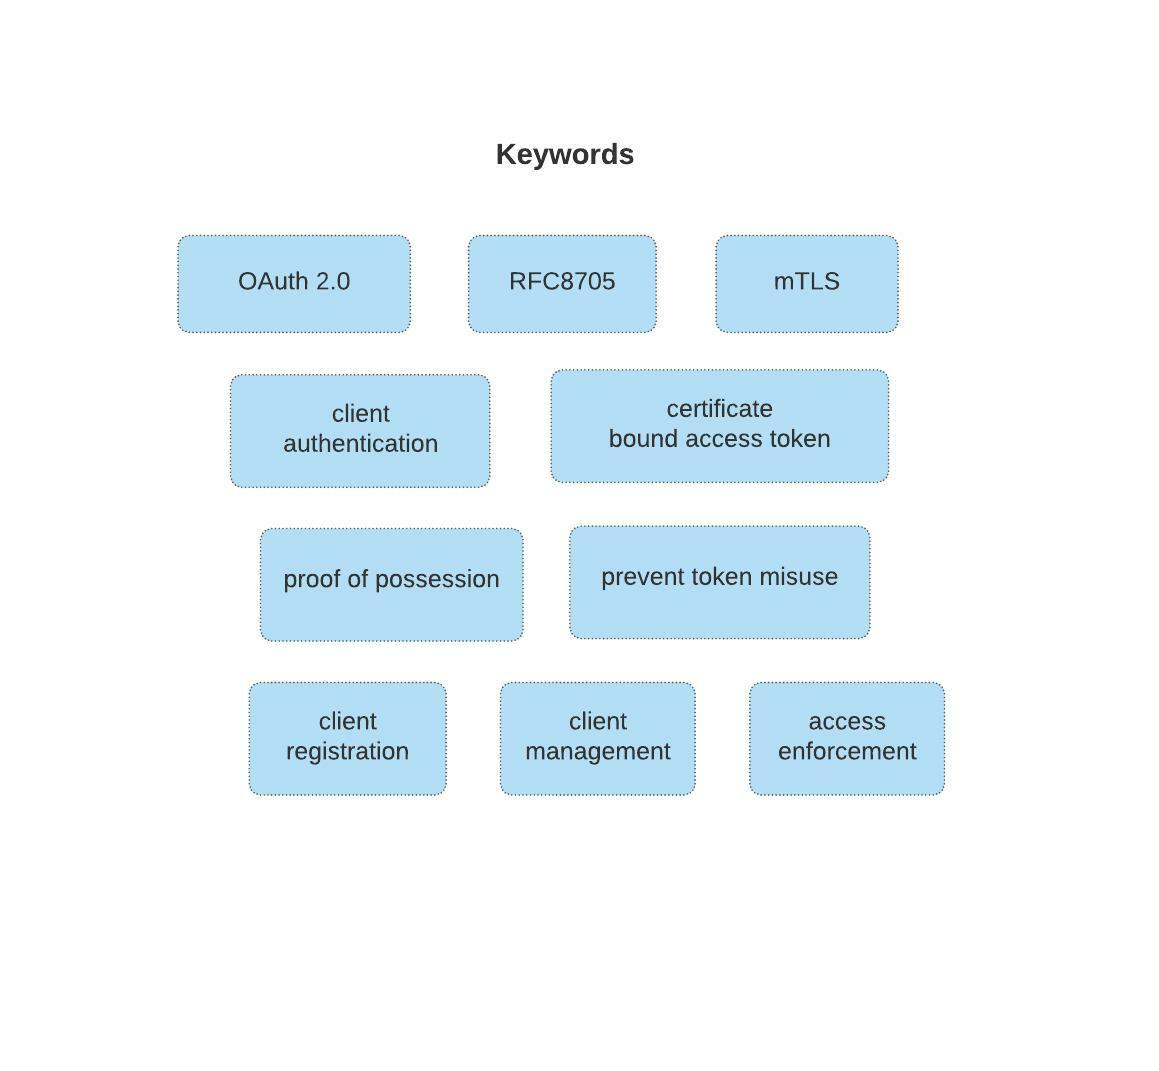 Keywords
OAuth 2.0
RFC8705
mTLS
client
authentication
certificate
bound access token
proof of possession
prevent token misuse
client
registration
client
management
access
enforcement